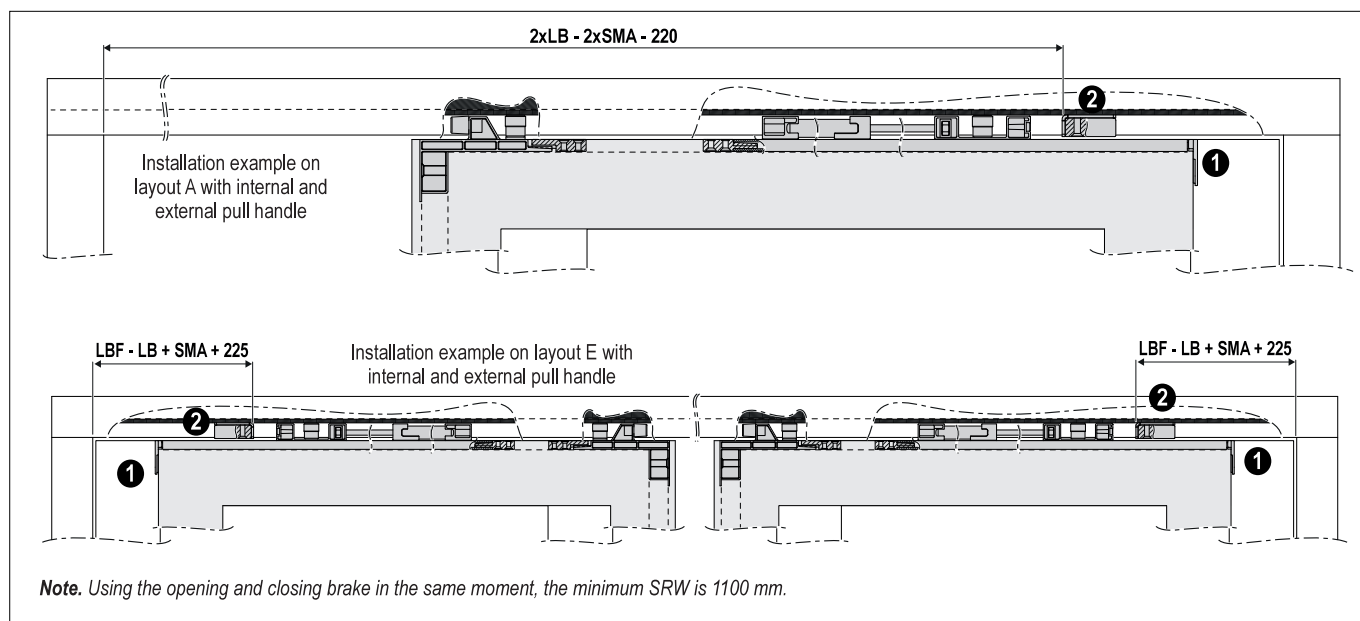 2xLB - 2xSMA - 220
2
1
Installation example on
layout A with internal and
external pull handle
LBF - LB + SMA + 225
Installation example on layout E with
internal and external pull handle
LBF - LB + SMA + 225
2
2
1
1
Note. Using the opening and closing brake in the same moment, the minimum SRW is 1100 mm.